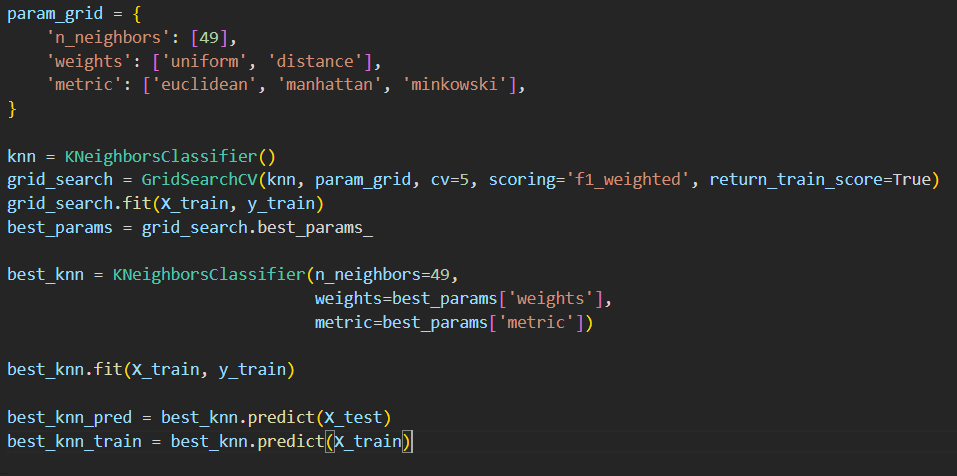 param_grid = {
    'n_neighbors': [49],
    'weights': ['uniform', 'distance'],
    'metric': ['euclidean', 'manhattan', 'minkowski'],
}
knn = KNeighborsClassifier()
grid_search = GridSearchCV(knn, param_grid, cv=5, scoring='f1_weighted', return_train_score=True)
grid_search.fit(X_train, y_train)
best_params = grid_search.best_params_
best_knn = KNeighborsClassifier(n_neighbors=49,
                                weights=best_params['weights'],
                                metric=best_params['metric'])
best_knn.fit(X_train, y_train)
best_knn_pred = best_knn.predict(X_test)
best_knn_train = best_knn.predict(X_train)